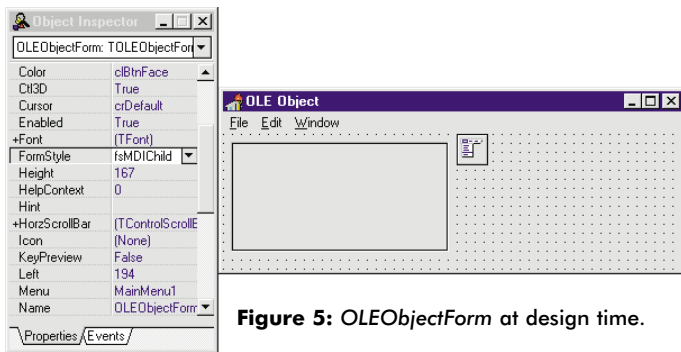 Object Inspector
OLEObjectForm: TOLEObjectForm
Color clBtnFace
Ctl3D True
Cursor crDefault
Enabled True
+Font (TFont)
FormStyle fsMDIChild
Height 167
HelpContext 0
Hint
+HorzScrollBar (TControlScrollB
Icon (None)
KeyPreview False
Left 194
Menu MainMenu1
Name OLEObjectForm
Properties Events
OLE Object
File Edit Window
Figure 5: OLEObjectForm at design time.